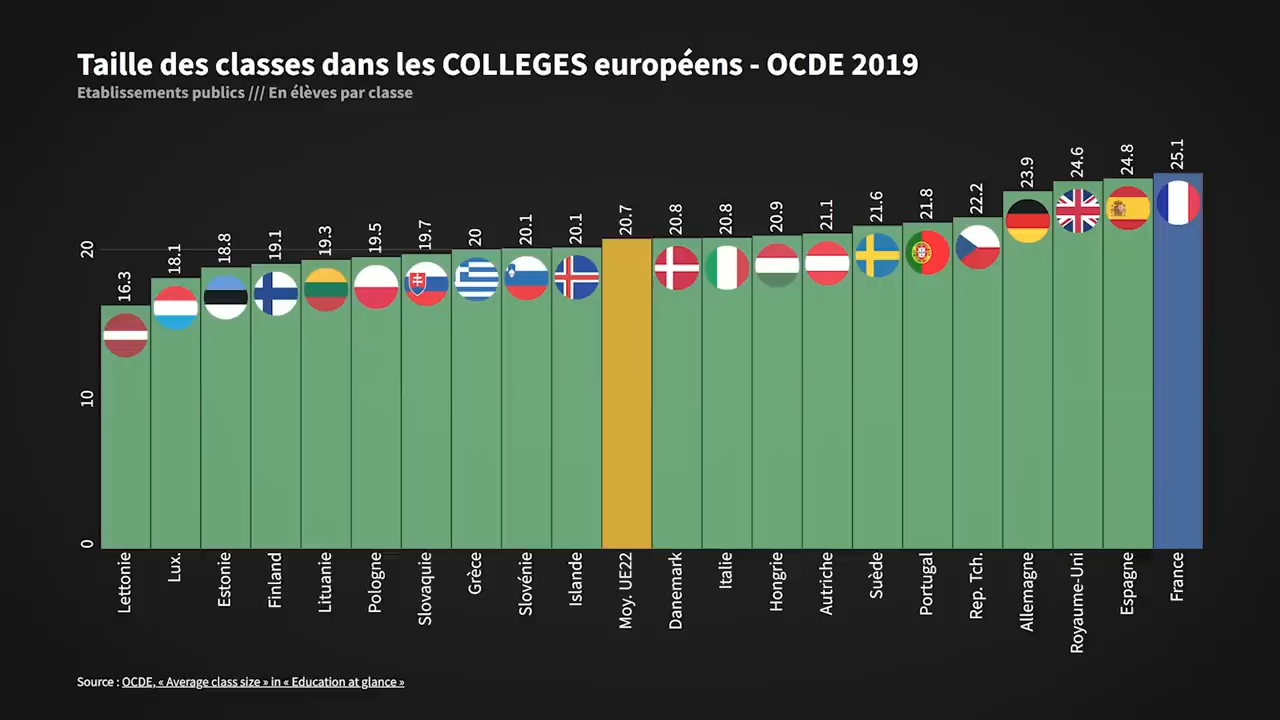 Taille des classes dans les COLLEGES européens - OCDE 2019
Etablissements publics /// En élèves par classe
16.3
18.1
18.8
19.1
19.3
19.5
19.7
20
20.1
20.1
20.7
20.8
20.8
20.9
21.1
21.6
21.8
22.2
23.9
24.6
24.8
25.1
20
10
0
Lettonie
Lux.
Estonie
Finland
Lituanie
Pologne
Slovaquie
Grèce
Slovénie
Islande
Moy. UE22
Danemark
Italie
Hongrie
Autriche
Suède
Portugal
Rep. Tch.
Allemagne
Royaume-Uni
Espagne
France
Source : OCDE, « Average class size » in « Education at glance »